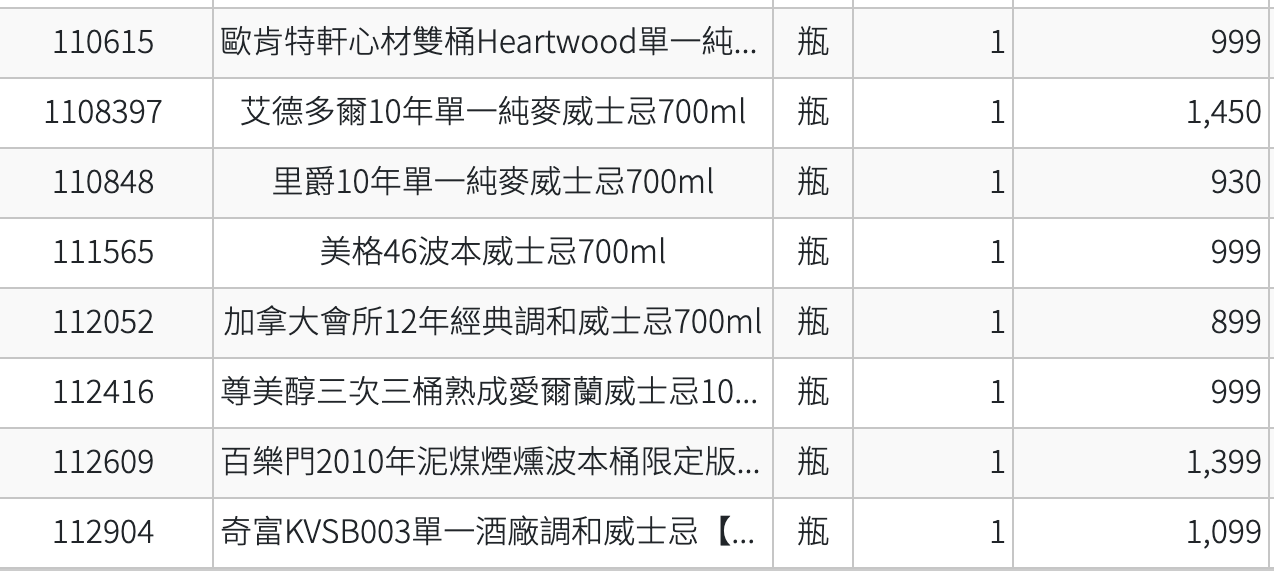 110615 歐肯特軒心材雙桶Heartwood單一純... 瓶 1 999
1108397 艾德多爾10年單一純麥威士忌700ml 瓶 1 1,450
110848 里爵10年單一純麥威士忌700ml 瓶 1 930
111565 美格46波本威士忌700ml 瓶 1 999
112052 加拿大會所12年經典調和威士忌700ml 瓶 1 899
112416 尊美醇三次三桶熟成愛爾蘭威士忌10... 瓶 1 999
112609 百樂門2010年泥煤煙燻波本桶限定版... 瓶 1 1,399
112904 奇富KVSB003單一酒廠調和威士忌【... 瓶 1 1,099